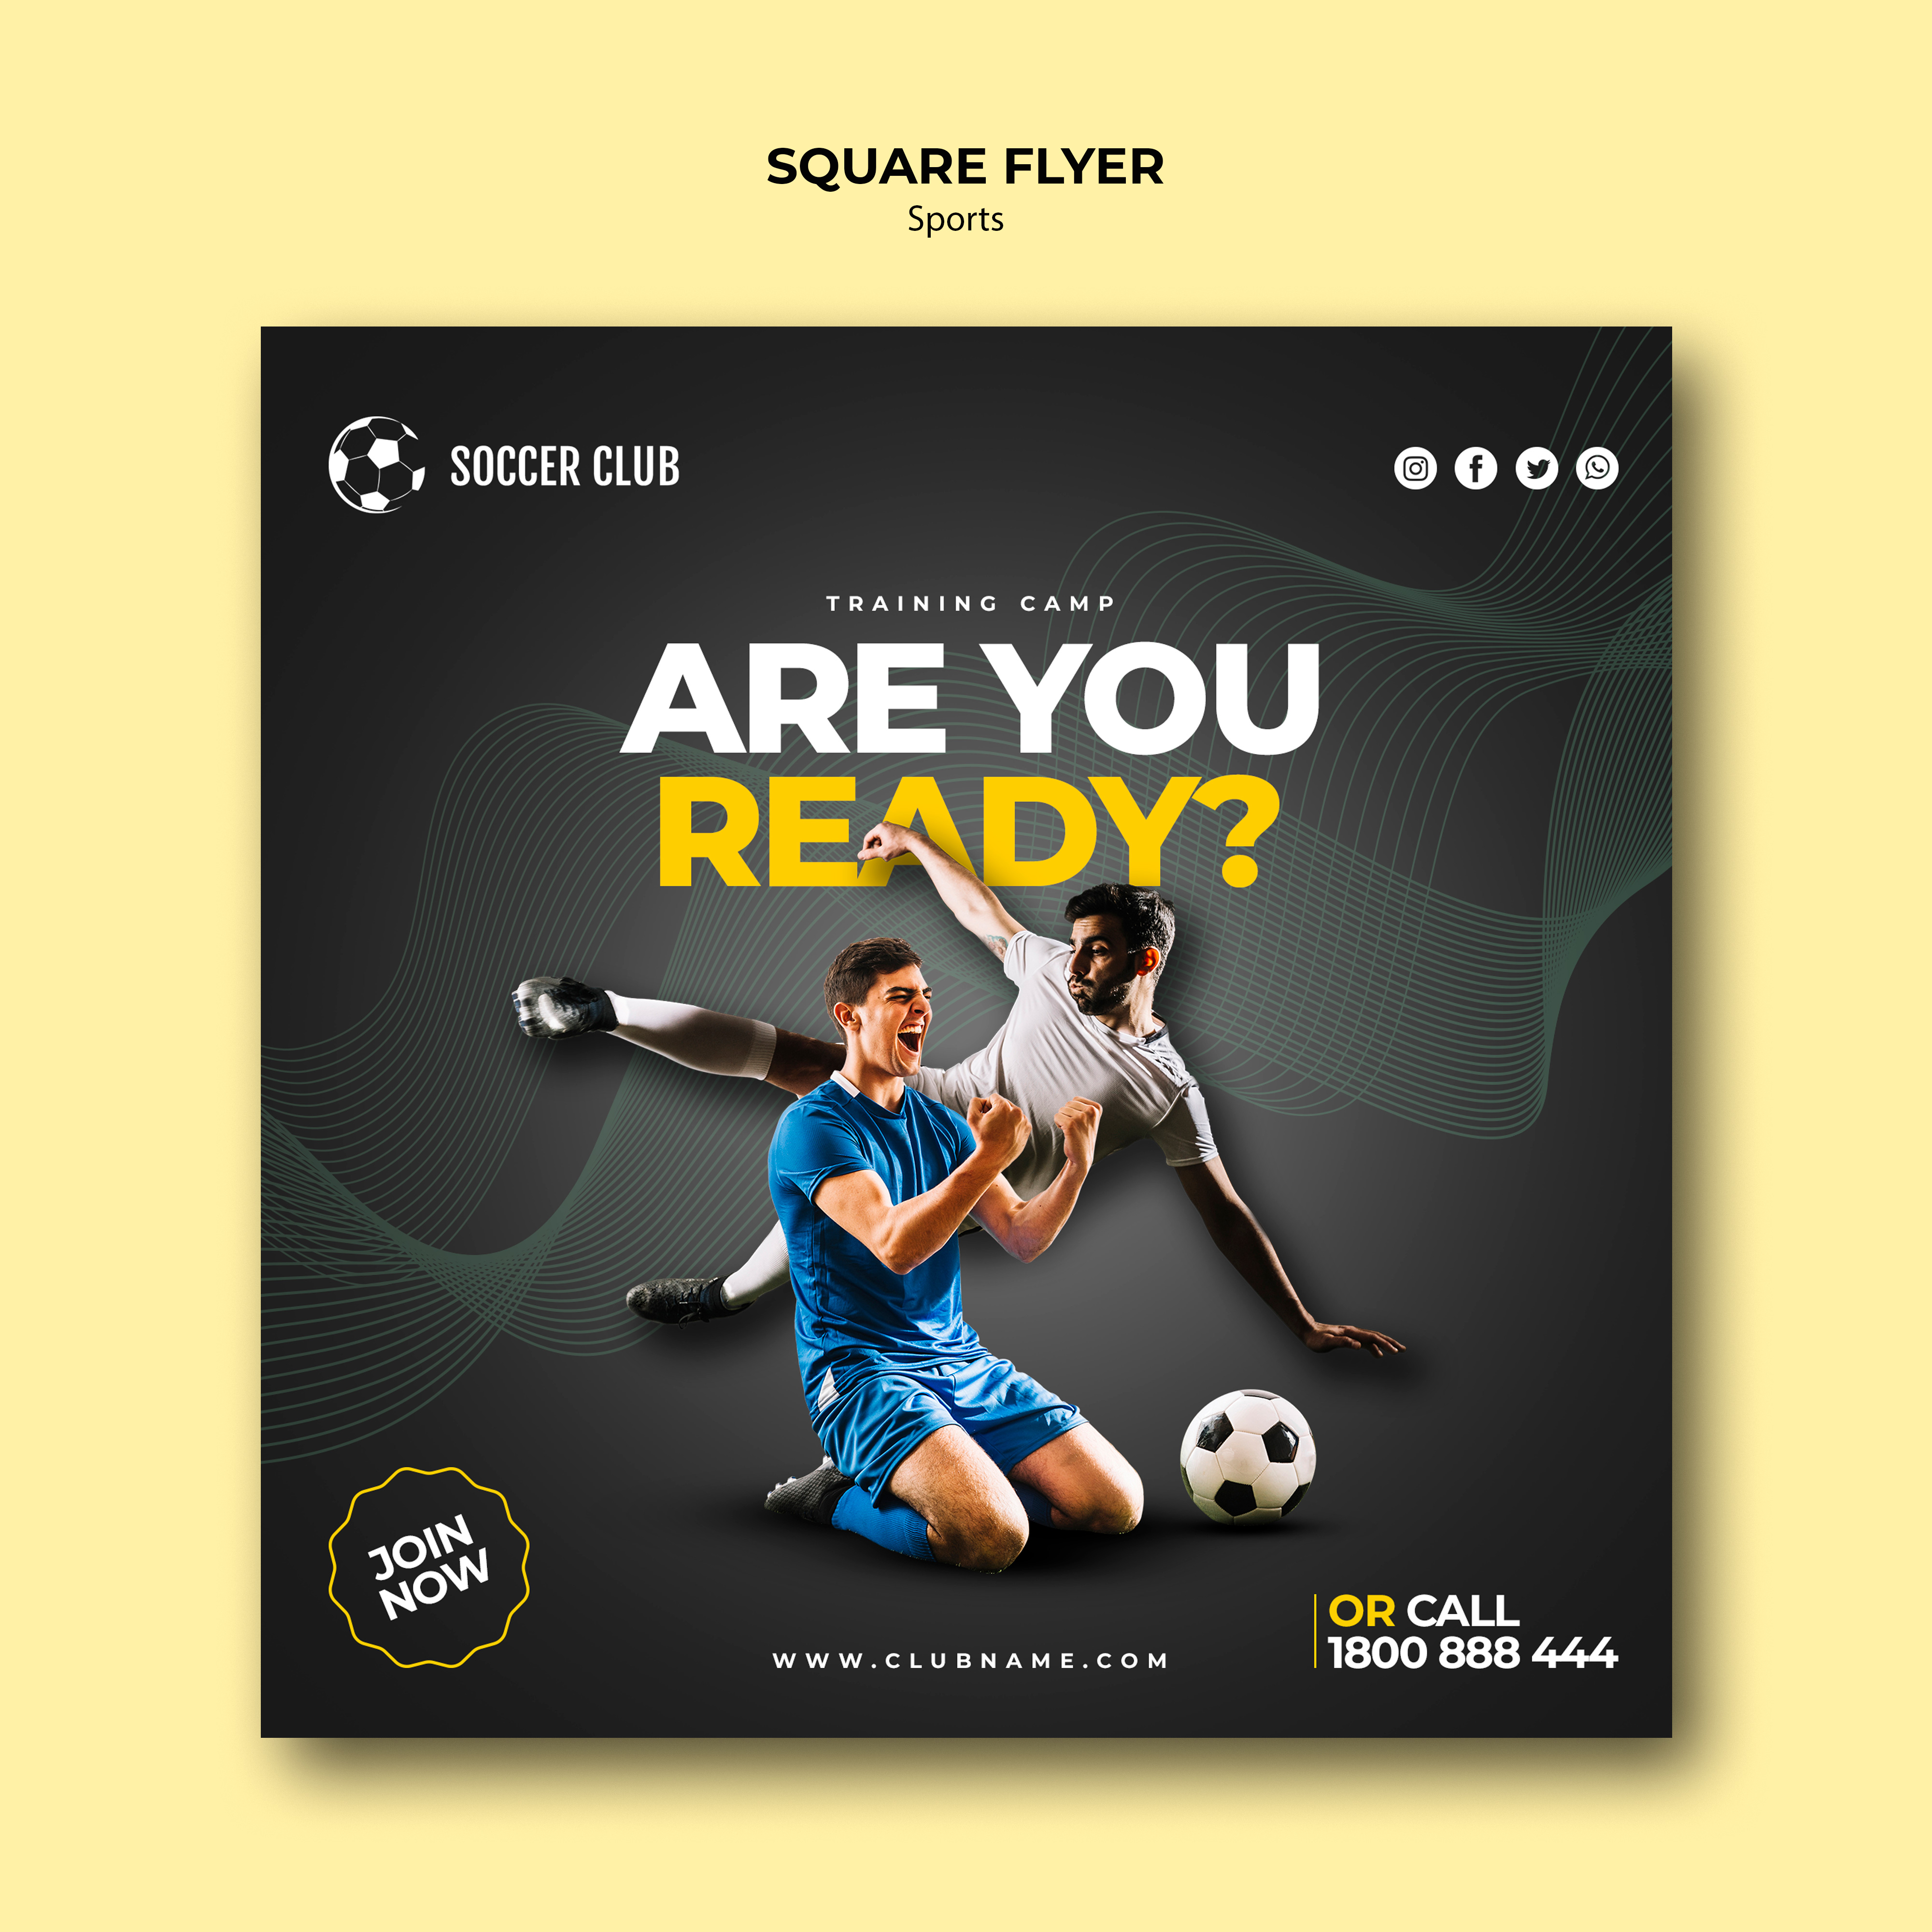 SQUARE FLYER
Sports
SOCCER CLUB
TRAINING CAMP
ARE YOU
READY?
JOIN
NOW
WWW.CLUBNAME.COM
OR CALL
1800 888 444